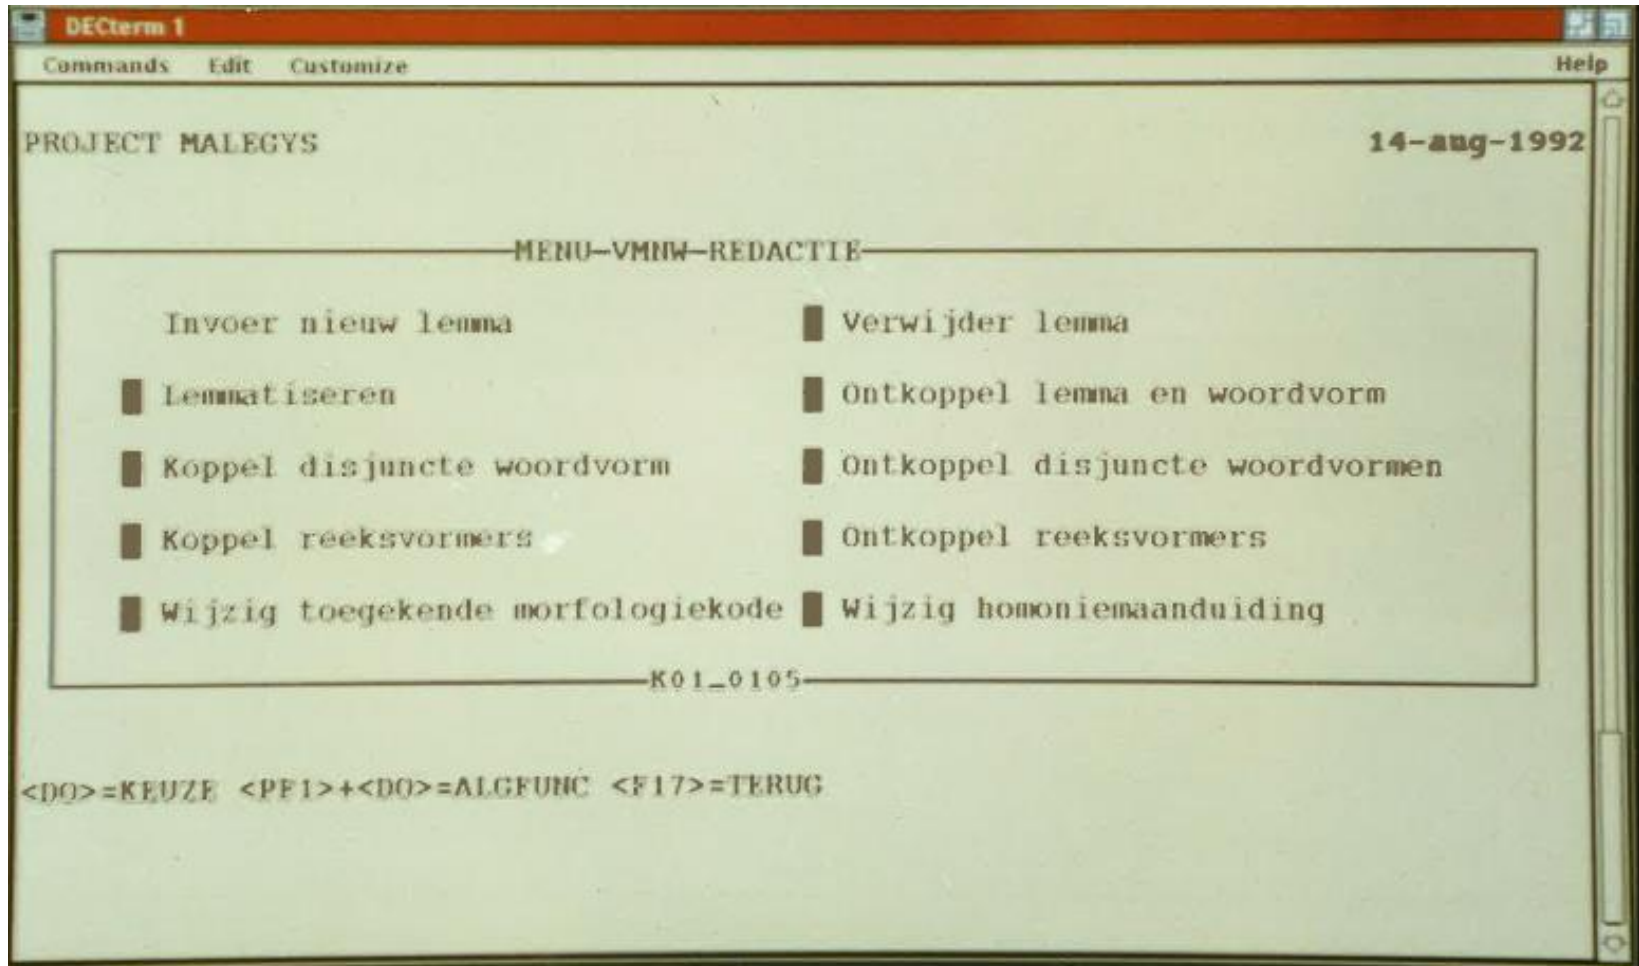 DECterm 1
Commands Edit Customize Help
PROJECT MALEGYS 14-aug-1992
MENU-VMNW-REDACTIE
Invoer nieuw lemma Verwijder lemma
Lemmatiseren Ontkoppel lemma en woordvorm
Koppel disjuncte woordvorm Ontkoppel disjuncte woordvormen
Koppel reeksvormers Ontkoppel reeksvormers
Wijzig toegekende morfologiekode Wijzig homoniemaanduiding
K01_0105
<DO>=KEUZE <PF1>+<DO>=ALGFUNC <F17>=TERUG